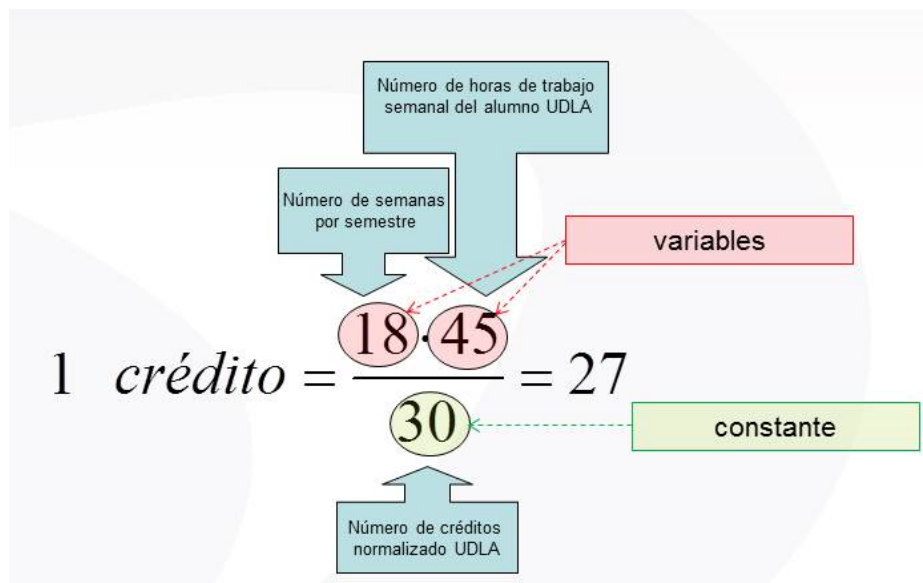 Número de horas de trabajo
semanal del alumno UDLA
Número de semanas
por semestre
variables
1 crédito = 18 · 45 / 30 = 27
constante
Número de créditos
normalizado UDLA